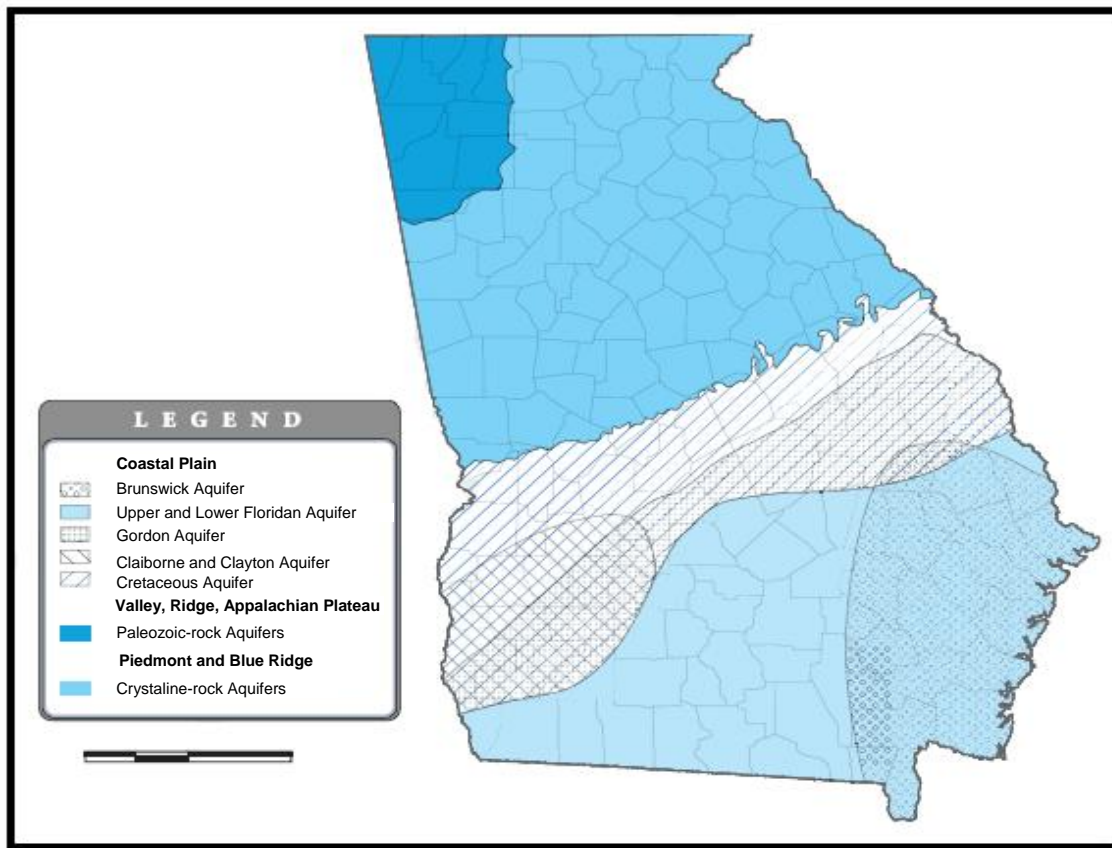 L E G E N D
Coastal Plain
Brunswick Aquifer
Upper and Lower Floridan Aquifer
Gordon Aquifer
Claiborne and Clayton Aquifer
Cretaceous Aquifer
Valley, Ridge, Appalachian Plateau
Paleozoic-rock Aquifers
Piedmont and Blue Ridge
Crystaline-rock Aquifers